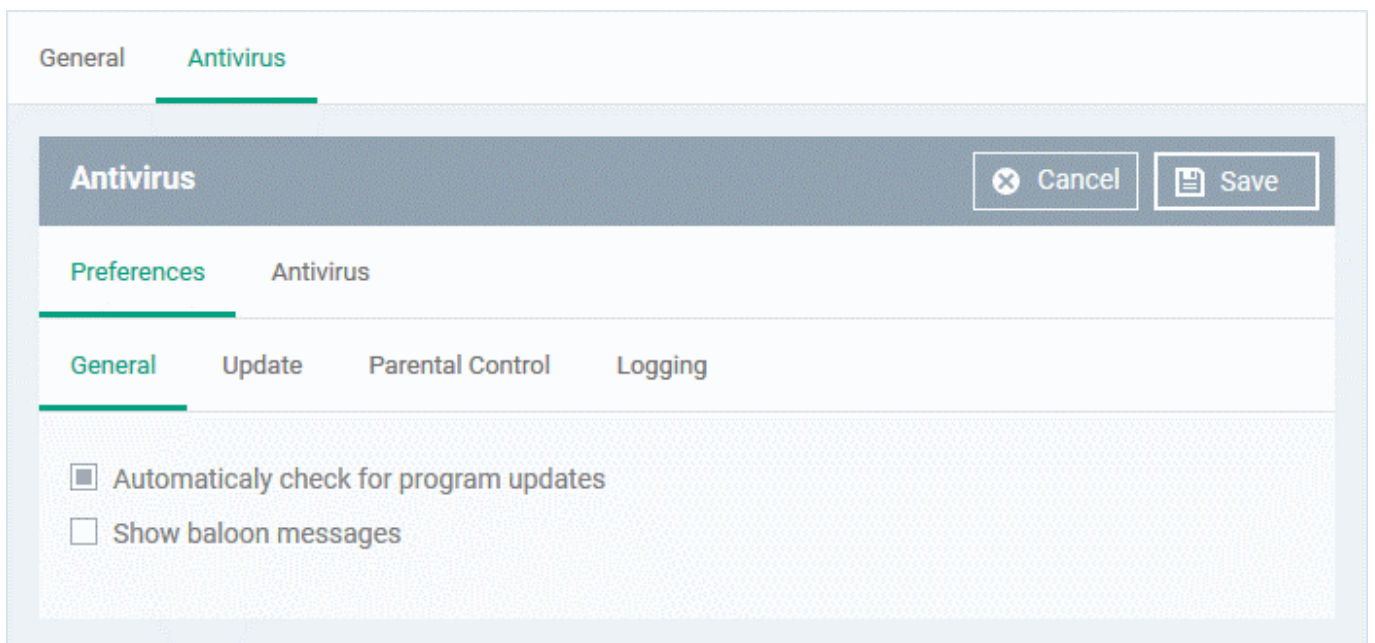 General Antivirus
Antivirus Cancel Save
Preferences Antivirus
General Update Parental Control Logging
Automaticaly check for program updates
Show baloon messages